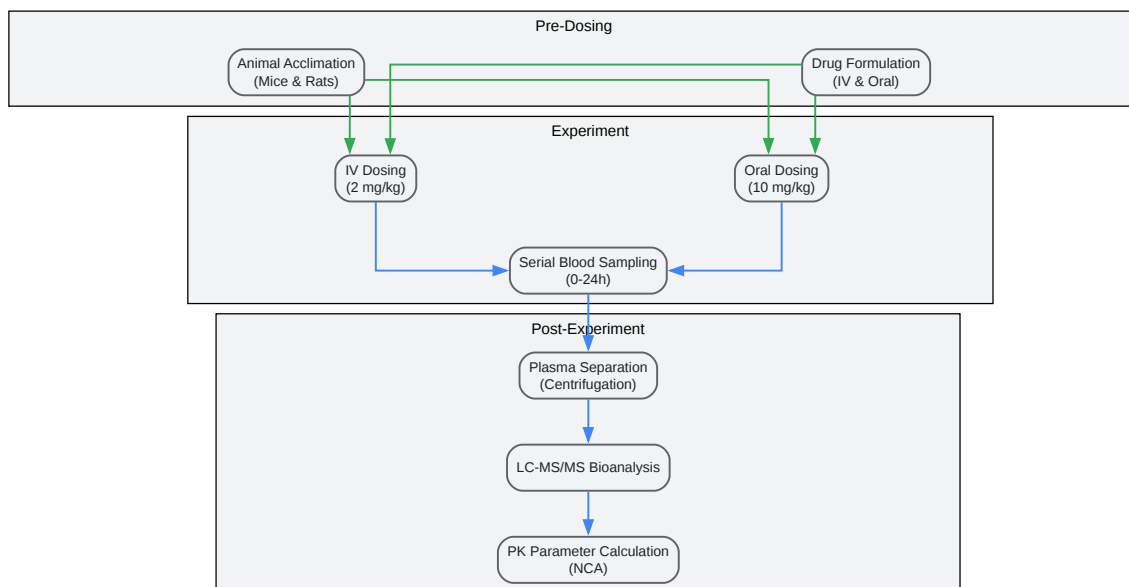 Pre-Dosing
Animal Acclimation
(Mice & Rats)
Drug Formulation
(IV & Oral)
Experiment
IV Dosing
(2 mg/kg)
Oral Dosing
(10 mg/kg)
Serial Blood Sampling
(0-24h)
Post-Experiment
Plasma Separation
(Centrifugation)
LC-MS/MS Bioanalysis
PK Parameter Calculation
(NCA)